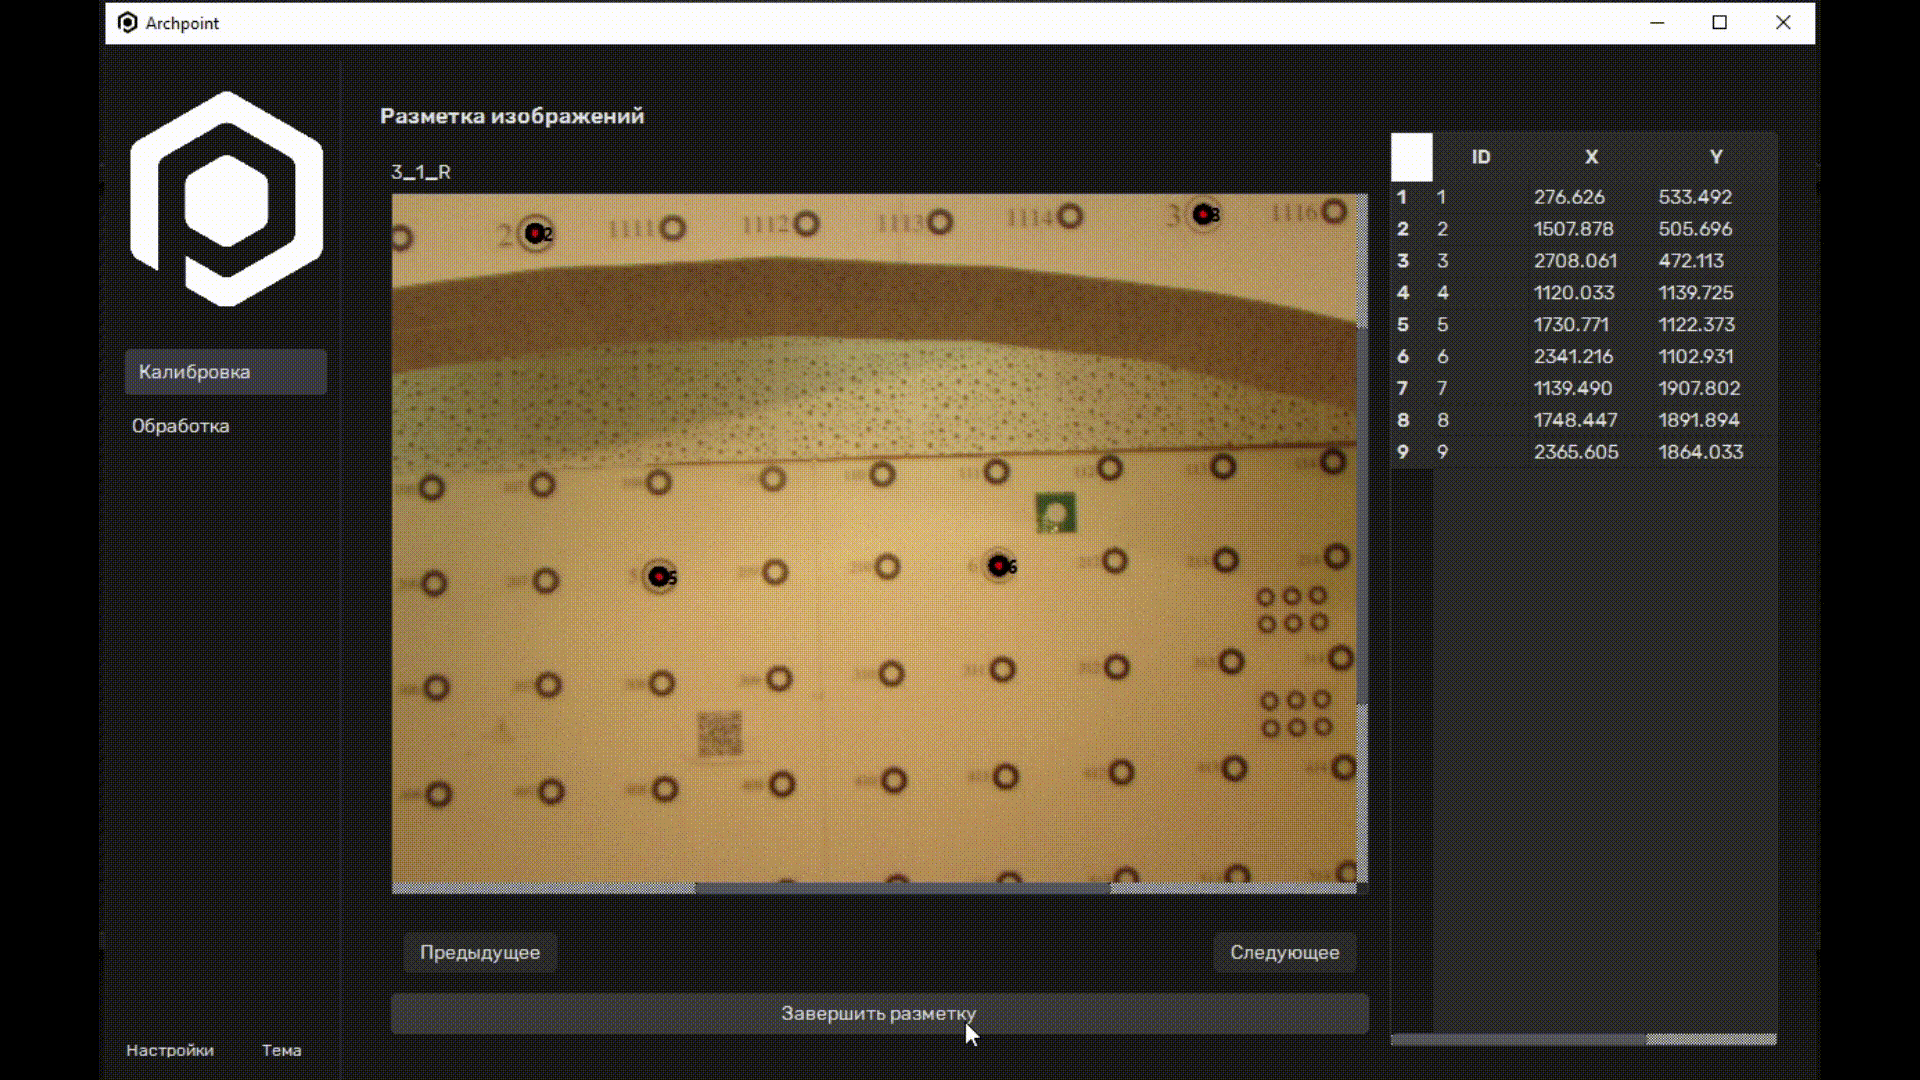 Archpoint
Разметка изображений
3_1_R
2 2 1111 1112 1113 1114 3 3 1116
5 5 6 6
Калибровка
Обработка
ID X Y
1 1 276.626 533.492
2 2 1507.878 505.696
3 3 2708.061 472.113
4 4 1120.033 1139.725
5 5 1730.771 1122.373
6 6 2341.216 1102.931
7 7 1139.490 1907.802
8 8 1748.447 1891.894
9 9 2365.605 1864.033
Предыдущее
Следующее
Завершить разметку
Настройки Тема